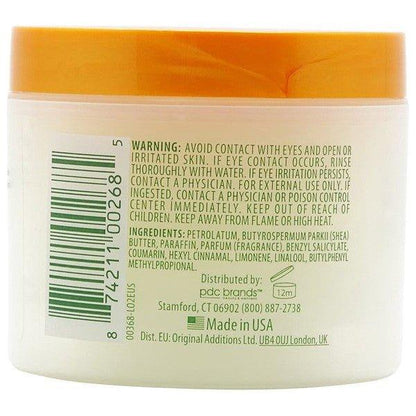 WARNING: AVOID CONTACT WITH EYES AND OPEN OR
IRRITATED SKIN. IF EYE CONTACT OCCURS, RINSE
THOROUGHLY WITH WATER. IF EYE IRRITATION PERSISTS,
CONTACT A PHYSICIAN. FOR EXTERNAL USE ONLY. IF
INGESTED, CONTACT A PHYSICIAN OR POISON CONTROL
CENTER IMMEDIATELY. KEEP OUT OF REACH OF
CHILDREN. KEEP AWAY FROM FLAME OR HIGH HEAT.
INGREDIENTS: PETROLATUM, BUTYROSPERMUM PARKII (SHEA)
BUTTER, PARAFFIN, PARFUM (FRAGRANCE), BENZYL SALICYLATE,
COUMARIN, HEXYL CINNAMAL, LIMONENE, LINALOOL, BUTYLPHENYL
METHYLPROPIONAL.
Distributed by:
pdc brands™
12m
Stamford, CT 06902 (800) 887-2738
Made in USA
Dist. EU: Original Additions Ltd. UB4 0UJ London, UK
8 74211 00268 5
00368-L02EUS